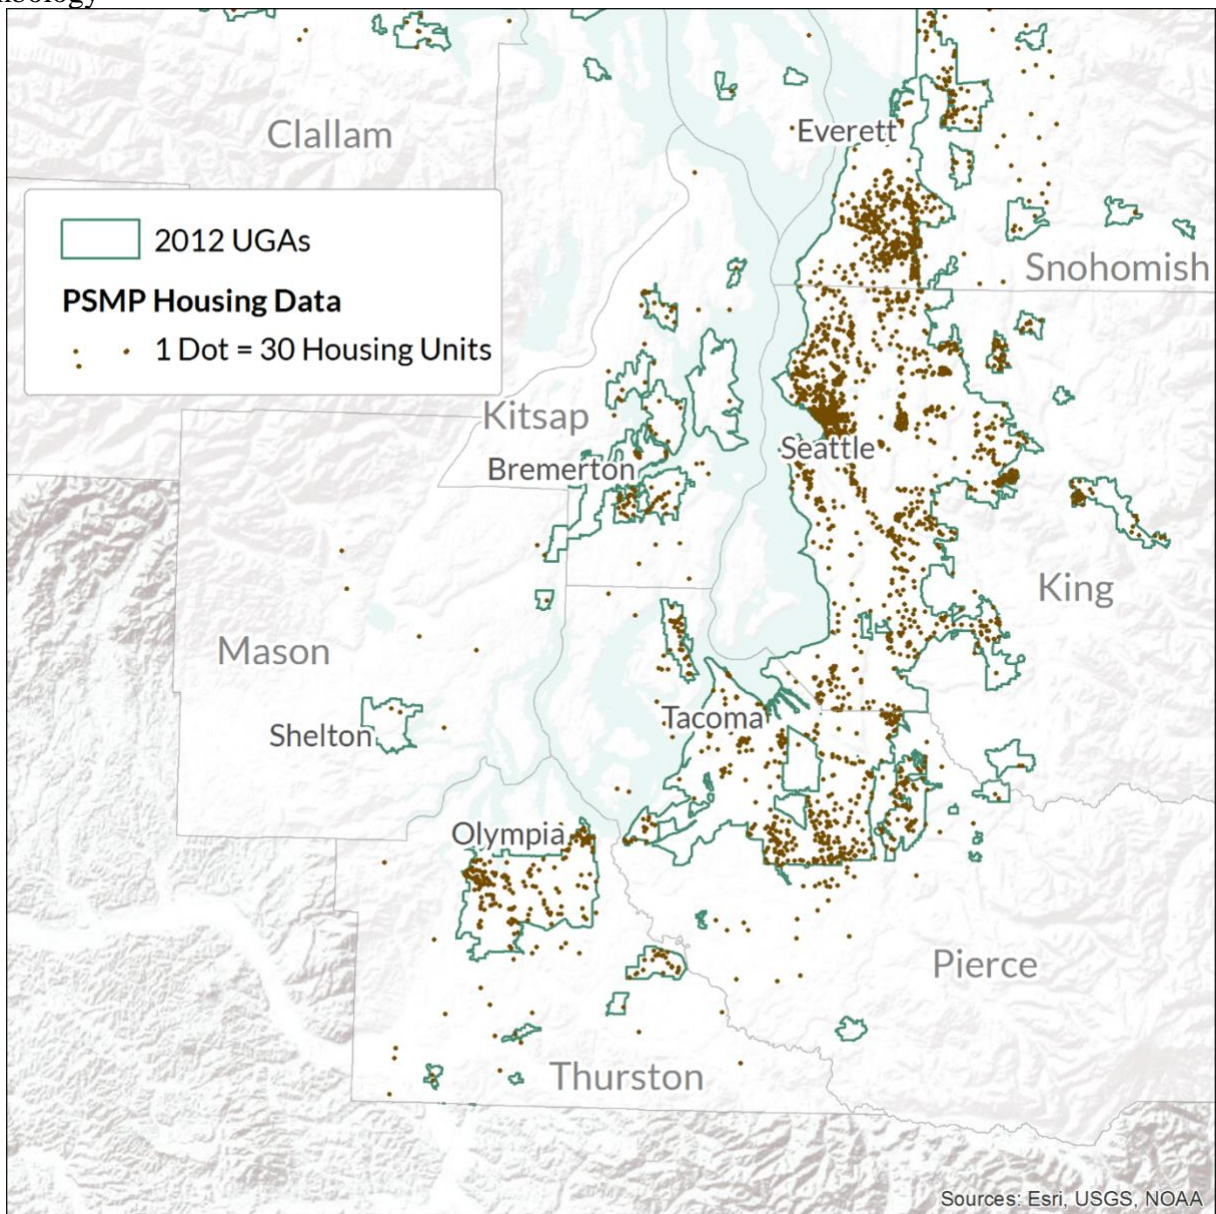 Clallam
Everett
2012 UGAs
Snohomish
PSMP Housing Data
1 Dot = 30 Housing Units
Kitsap
Seattle
Bremerton
King
Mason
Tacoma
Shelton
Olympia
Pierce
Thurston
Sources: Esri, USGS, NOAA